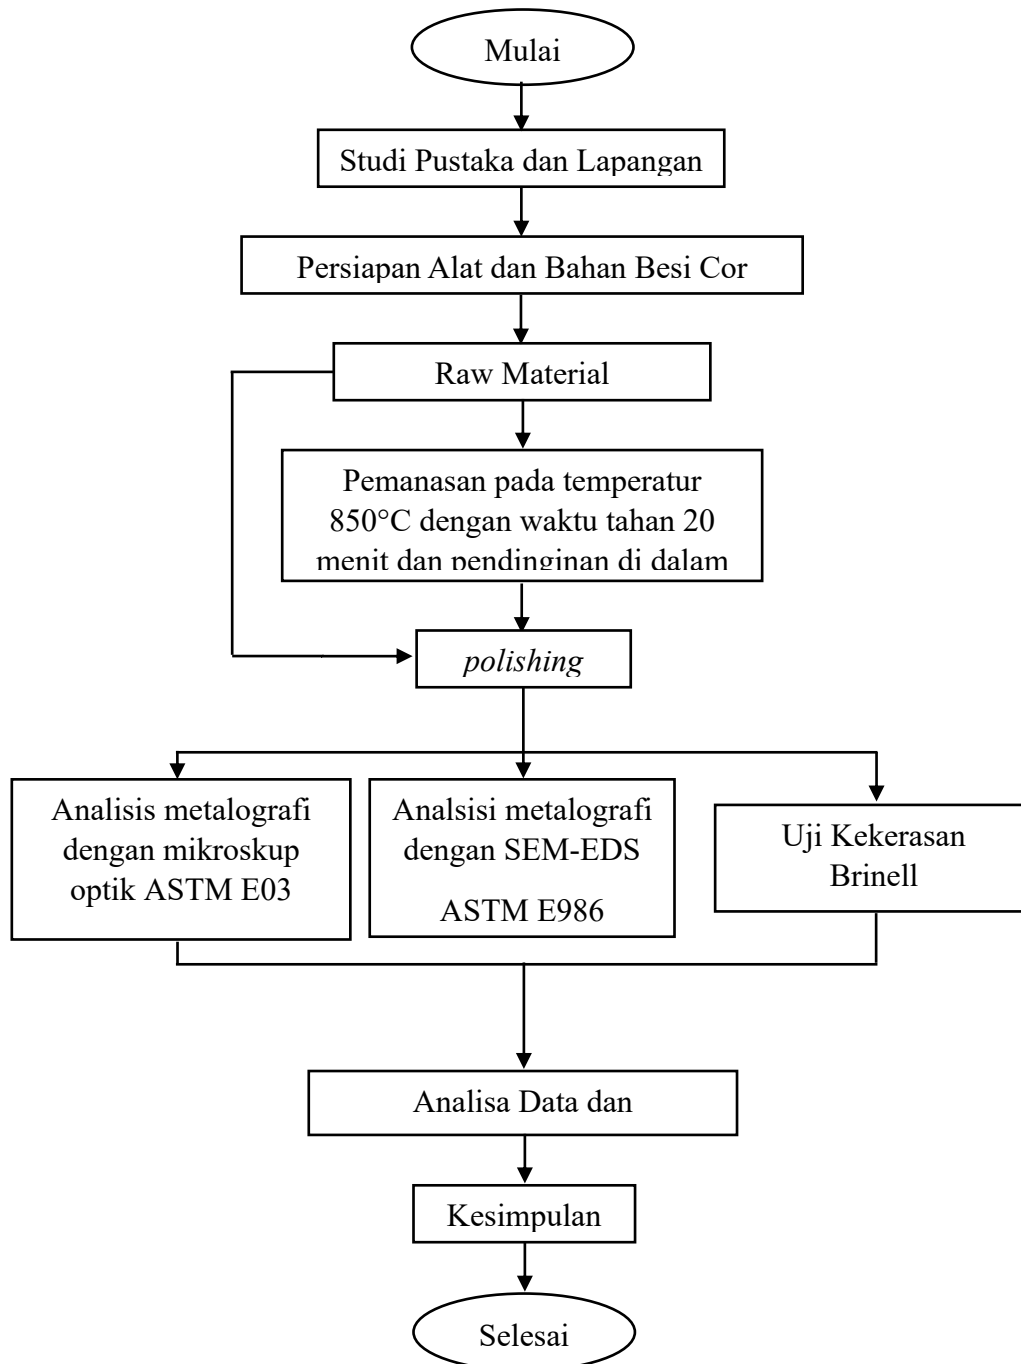 Mulai
Studi Pustaka dan Lapangan
Persiapan Alat dan Bahan Besi Cor
Raw Material
Pemanasan pada temperatur
850°C dengan waktu tahan 20
menit dan pendinginan di dalam
polishing
Analisis metalografi
dengan mikroskup
optik ASTM E03
Analsisi metalografi
dengan SEM-EDS
ASTM E986
Uji Kekerasan
Brinell
Analisa Data dan
Kesimpulan
Selesai